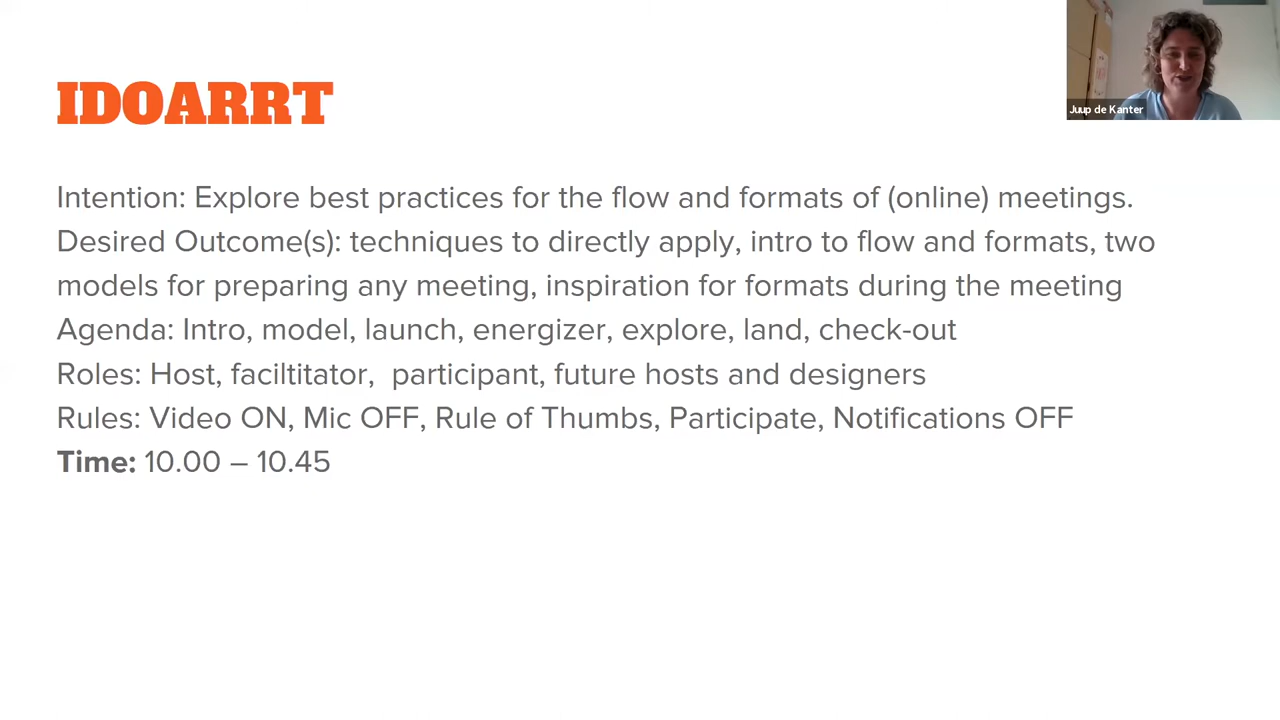 IDOARRT
Juup de Kanter
Intention: Explore best practices for the flow and formats of (online) meetings.
Desired Outcome(s): techniques to directly apply, intro to flow and formats, two
models for preparing any meeting, inspiration for formats during the meeting
Agenda: Intro, model, launch, energizer, explore, land, check-out
Roles: Host, faciltitator,  participant, future hosts and designers
Rules: Video ON, Mic OFF, Rule of Thumbs, Participate, Notifications OFF
Time: 10.00 – 10.45